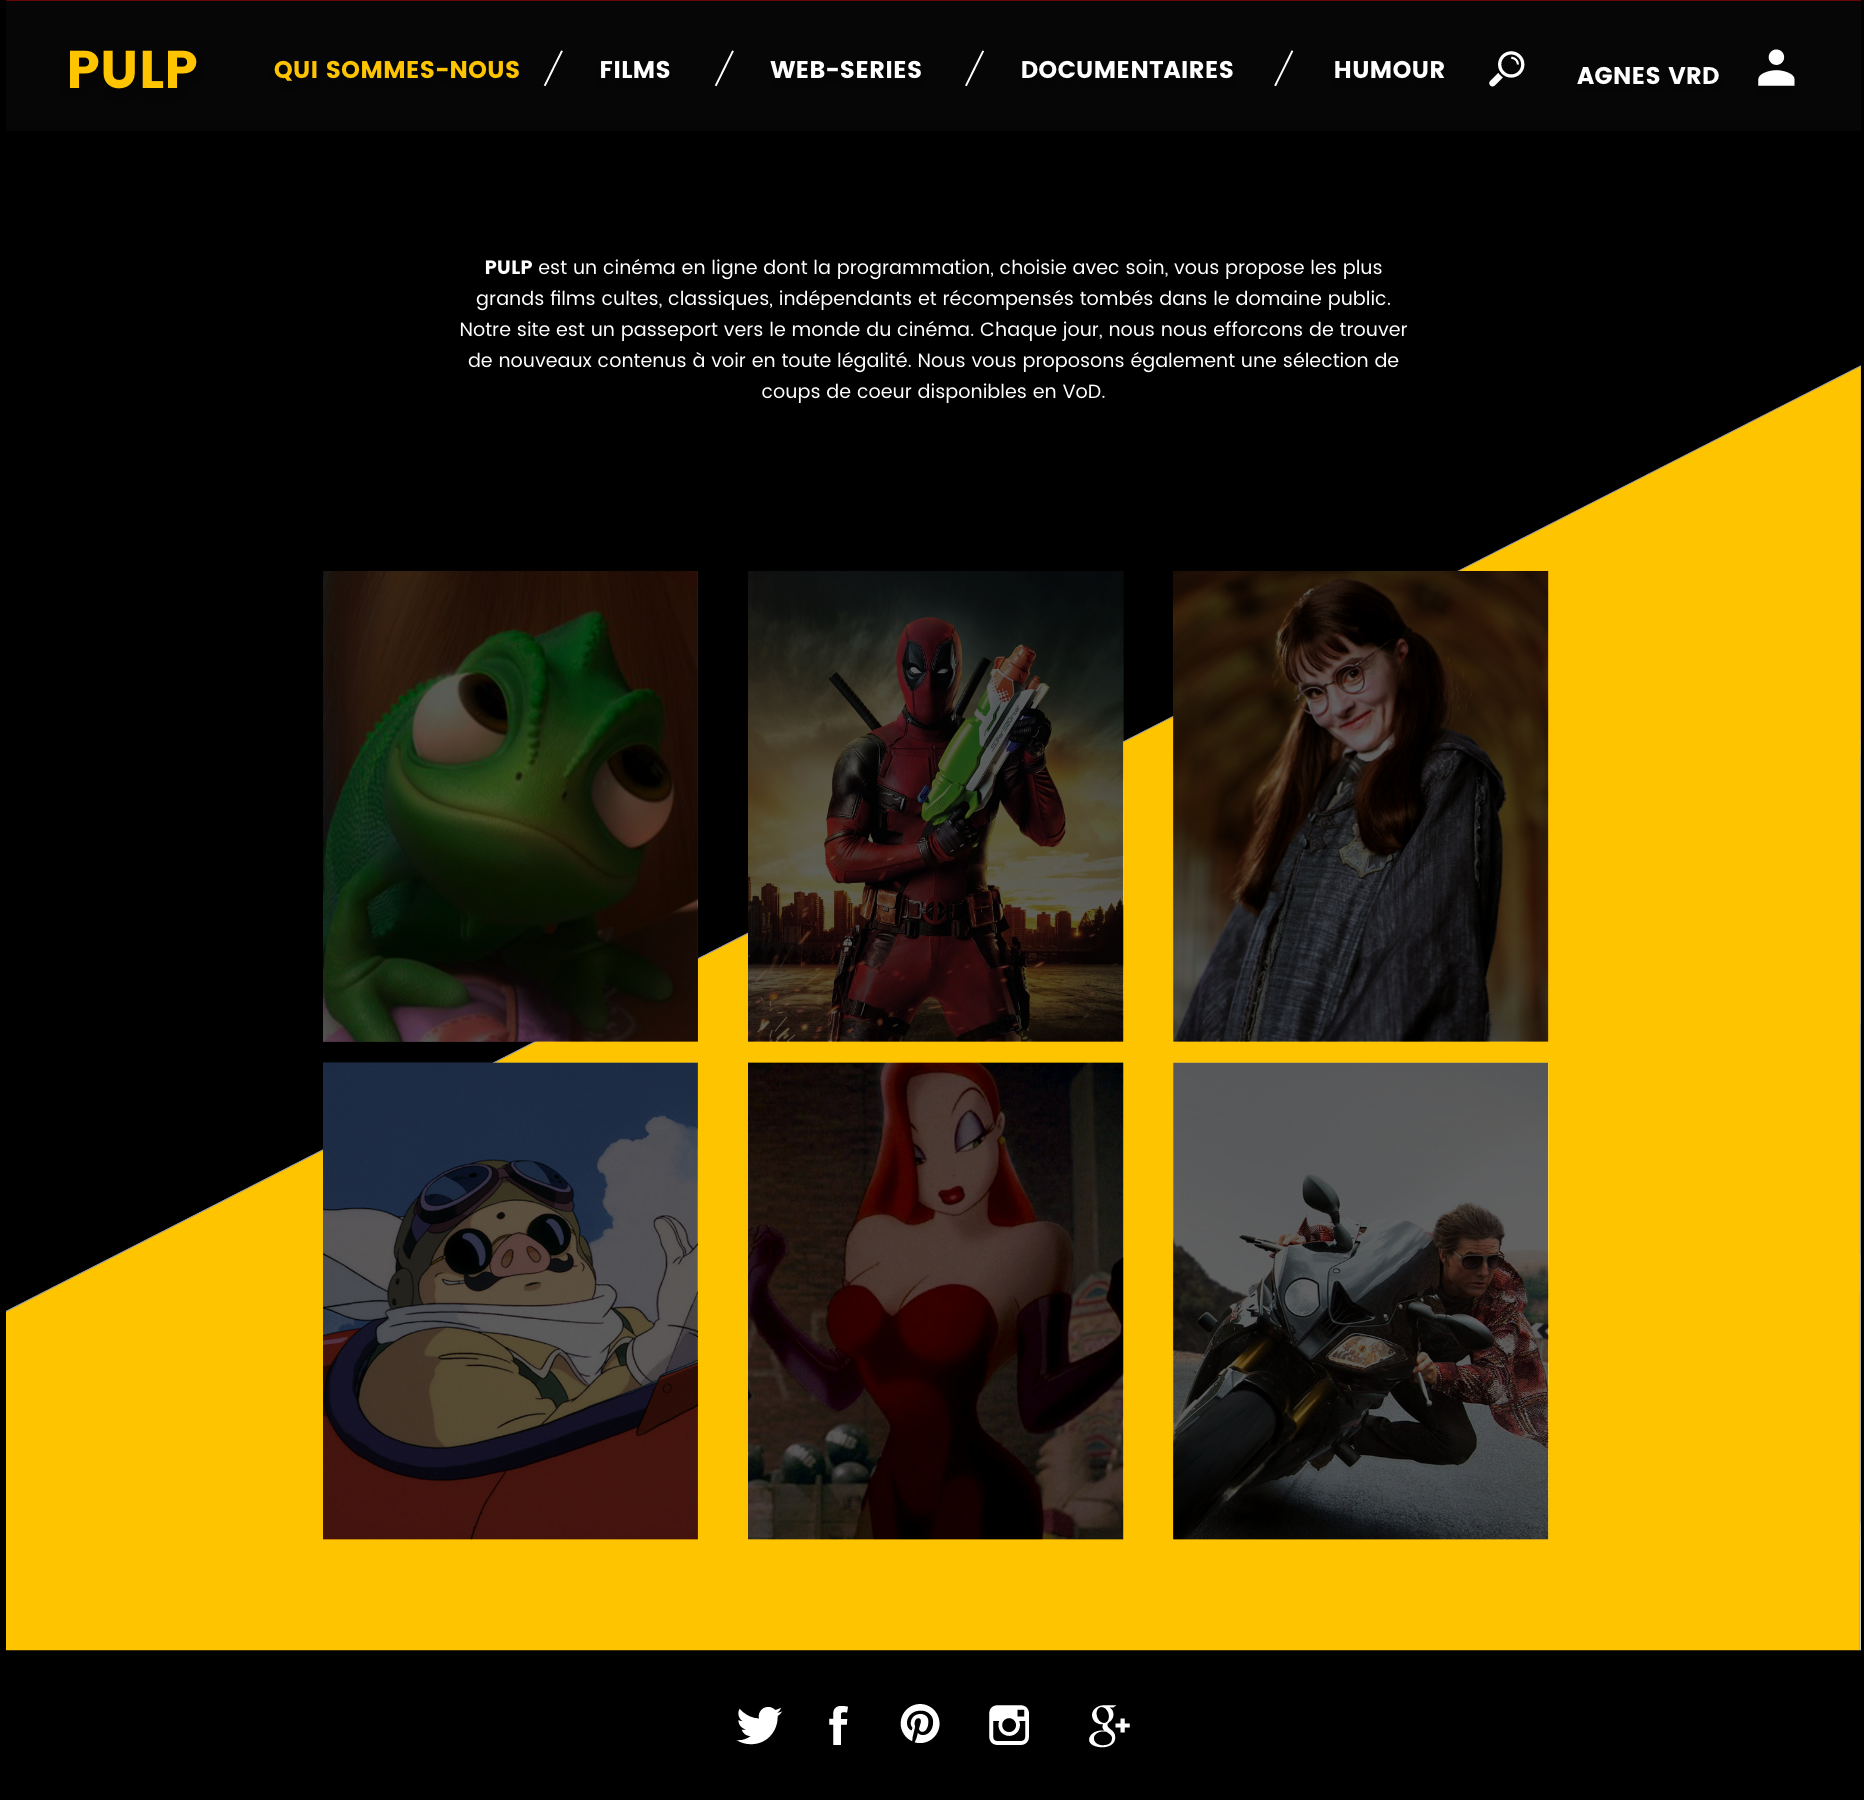 PULP
QUI SOMMES-NOUS / FILMS / WEB-SERIES / DOCUMENTAIRES / HUMOUR
AGNES VRD
PULP est un cinéma en ligne dont la programmation, choisie avec soin, vous propose les plus
grands films cultes, classiques, indépendants et récompensés tombés dans le domaine public.
Notre site est un passeport vers le monde du cinéma. Chaque jour, nous nous efforcons de trouver
de nouveaux contenus à voir en toute légalité. Nous vous proposons également une sélection de
coups de coeur disponibles en VoD.